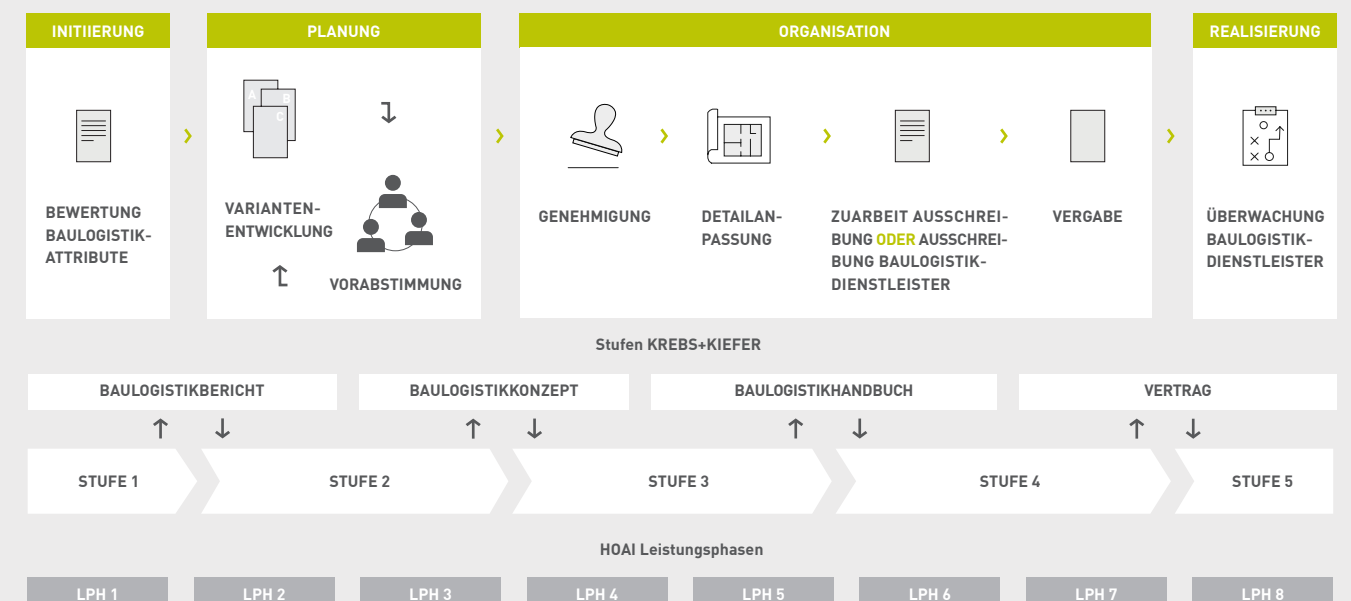 INITIIERUNG
PLANUNG
ORGANISATION
REALISIERUNG
A
B
C
BEWERTUNG
BAULOGISTIK-
ATTRIBUTE
VARIANTEN-
ENTWICKLUNG
VORABSTIMMUNG
GENEHMIGUNG
DETAILAN-
PASSUNG
ZUARBEIT AUSSCHREI-
BUNG ODER AUSSCHREI-
BUNG BAULOGISTIK-
DIENSTLEISTER
VERGABE
ÜBERWACHUNG
BAULOGISTIK-
DIENSTLEISTER
Stufen KREBS+KIEFER
BAULOGISTIKBERICHT
BAULOGISTIKKONZEPT
BAULOGISTIKHANDBUCH
VERTRAG
STUFE 1
STUFE 2
STUFE 3
STUFE 4
STUFE 5
HOAI Leistungsphasen
LPH 1
LPH 2
LPH 3
LPH 4
LPH 5
LPH 6
LPH 7
LPH 8